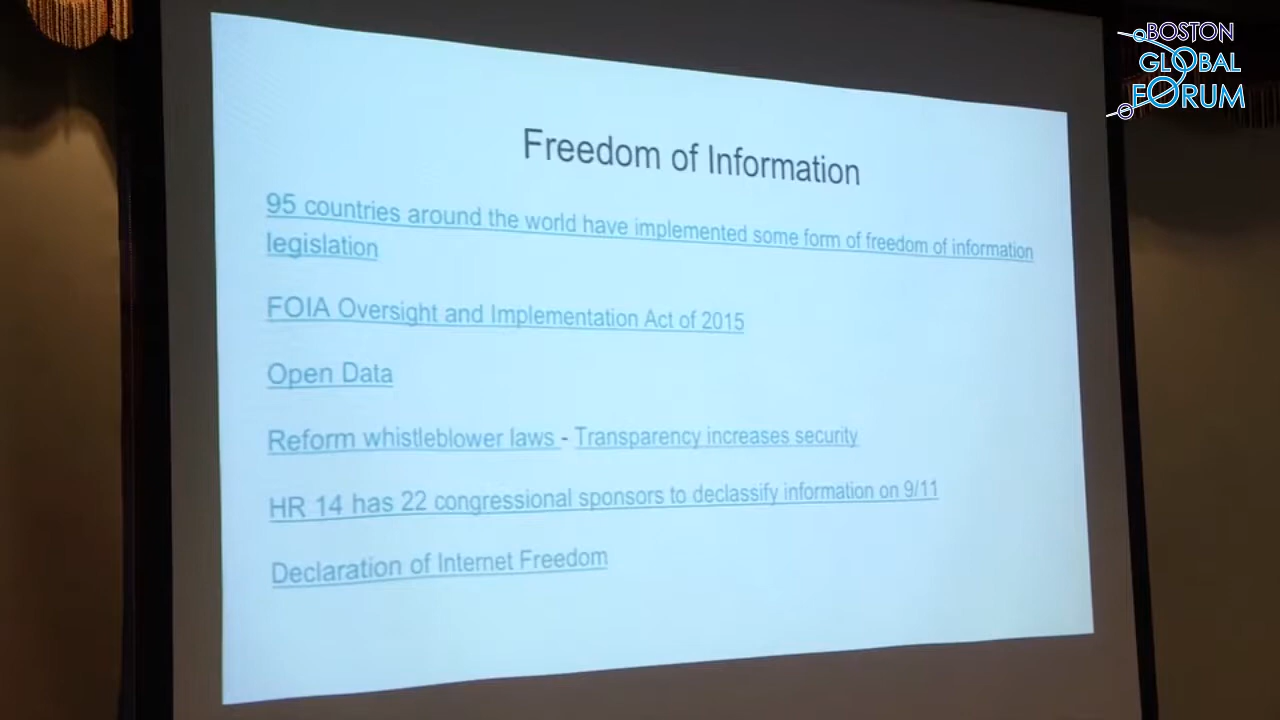 BOSTON
GLOBAL
FORUM
Freedom of Information
95 countries around the world have implemented some form of freedom of information
legislation
FOIA Oversight and Implementation Act of 2015
Open Data
Reform whistleblower laws - Transparency increases security
HR 14 has 22 congressional sponsors to declassify information on 9/11
Declaration of Internet Freedom